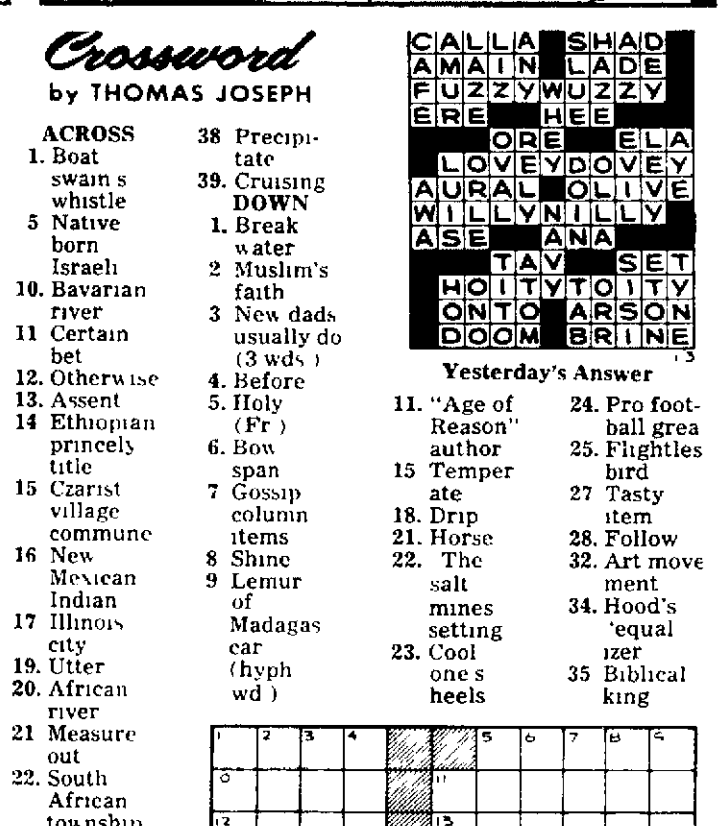 Crossword
by THOMAS JOSEPH
ACROSS
1. Boat
swain s
whistle
5 Native
born
Israeli
10. Bavarian
river
11 Certain
bet
12. Otherwise
13. Assent
14 Ethiopian
princely
title
15 Czarist
village
commune
16 New
Mexican
Indian
17 Illinois
city
19. Utter
20. African
river
21 Measure
out
22. South
African
township
38 Precipi-
tate
39. Cruising
DOWN
1. Break
water
2 Muslim's
faith
3 New dads
usually do
(3 wds )
4. Before
5. Holy
(Fr )
6. Bow
span
7 Gossip
column
items
8 Shine
9 Lemur
of
Madagas
car
(hyph
wd )
CALLA SHAD
AMAIN LADE
FUZZYWUZZY
ERE HEE
ORE ELA
LOVEYDOVEY
AURAL OLIVE
WILLYNILLY
ASE ANA
TAV SET
HOITYTOITY
ONTO ARSON
DOOM BRINE
13
Yesterday's Answer
11. "Age of
Reason"
author
15 Temper
ate
18. Drip
21. Horse
22. The
salt
mines
setting
23. Cool
one s
heels
24. Pro foot-
ball grea
25. Flightles
bird
27 Tasty
item
28. Follow
32. Art move
ment
34. Hood's
'equal
izer
35 Biblical
king
1 2 3 4 5 6 7 8 9
0 11
12 13